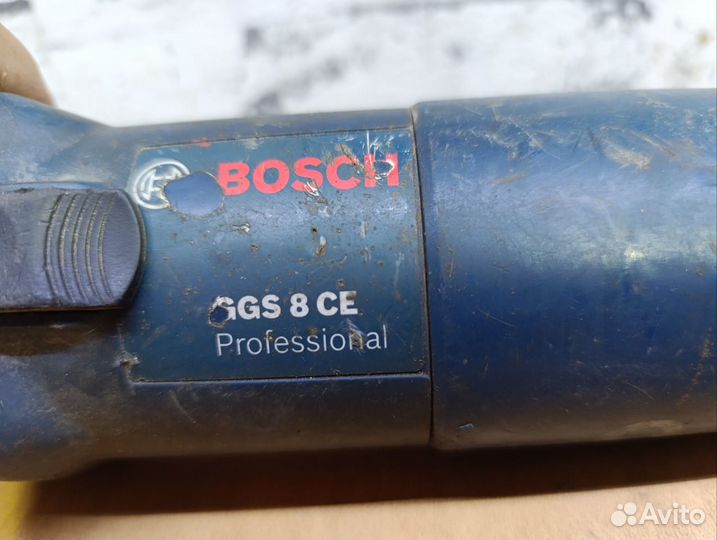 BOSCH
GGS 8 CE
Professional
Avito